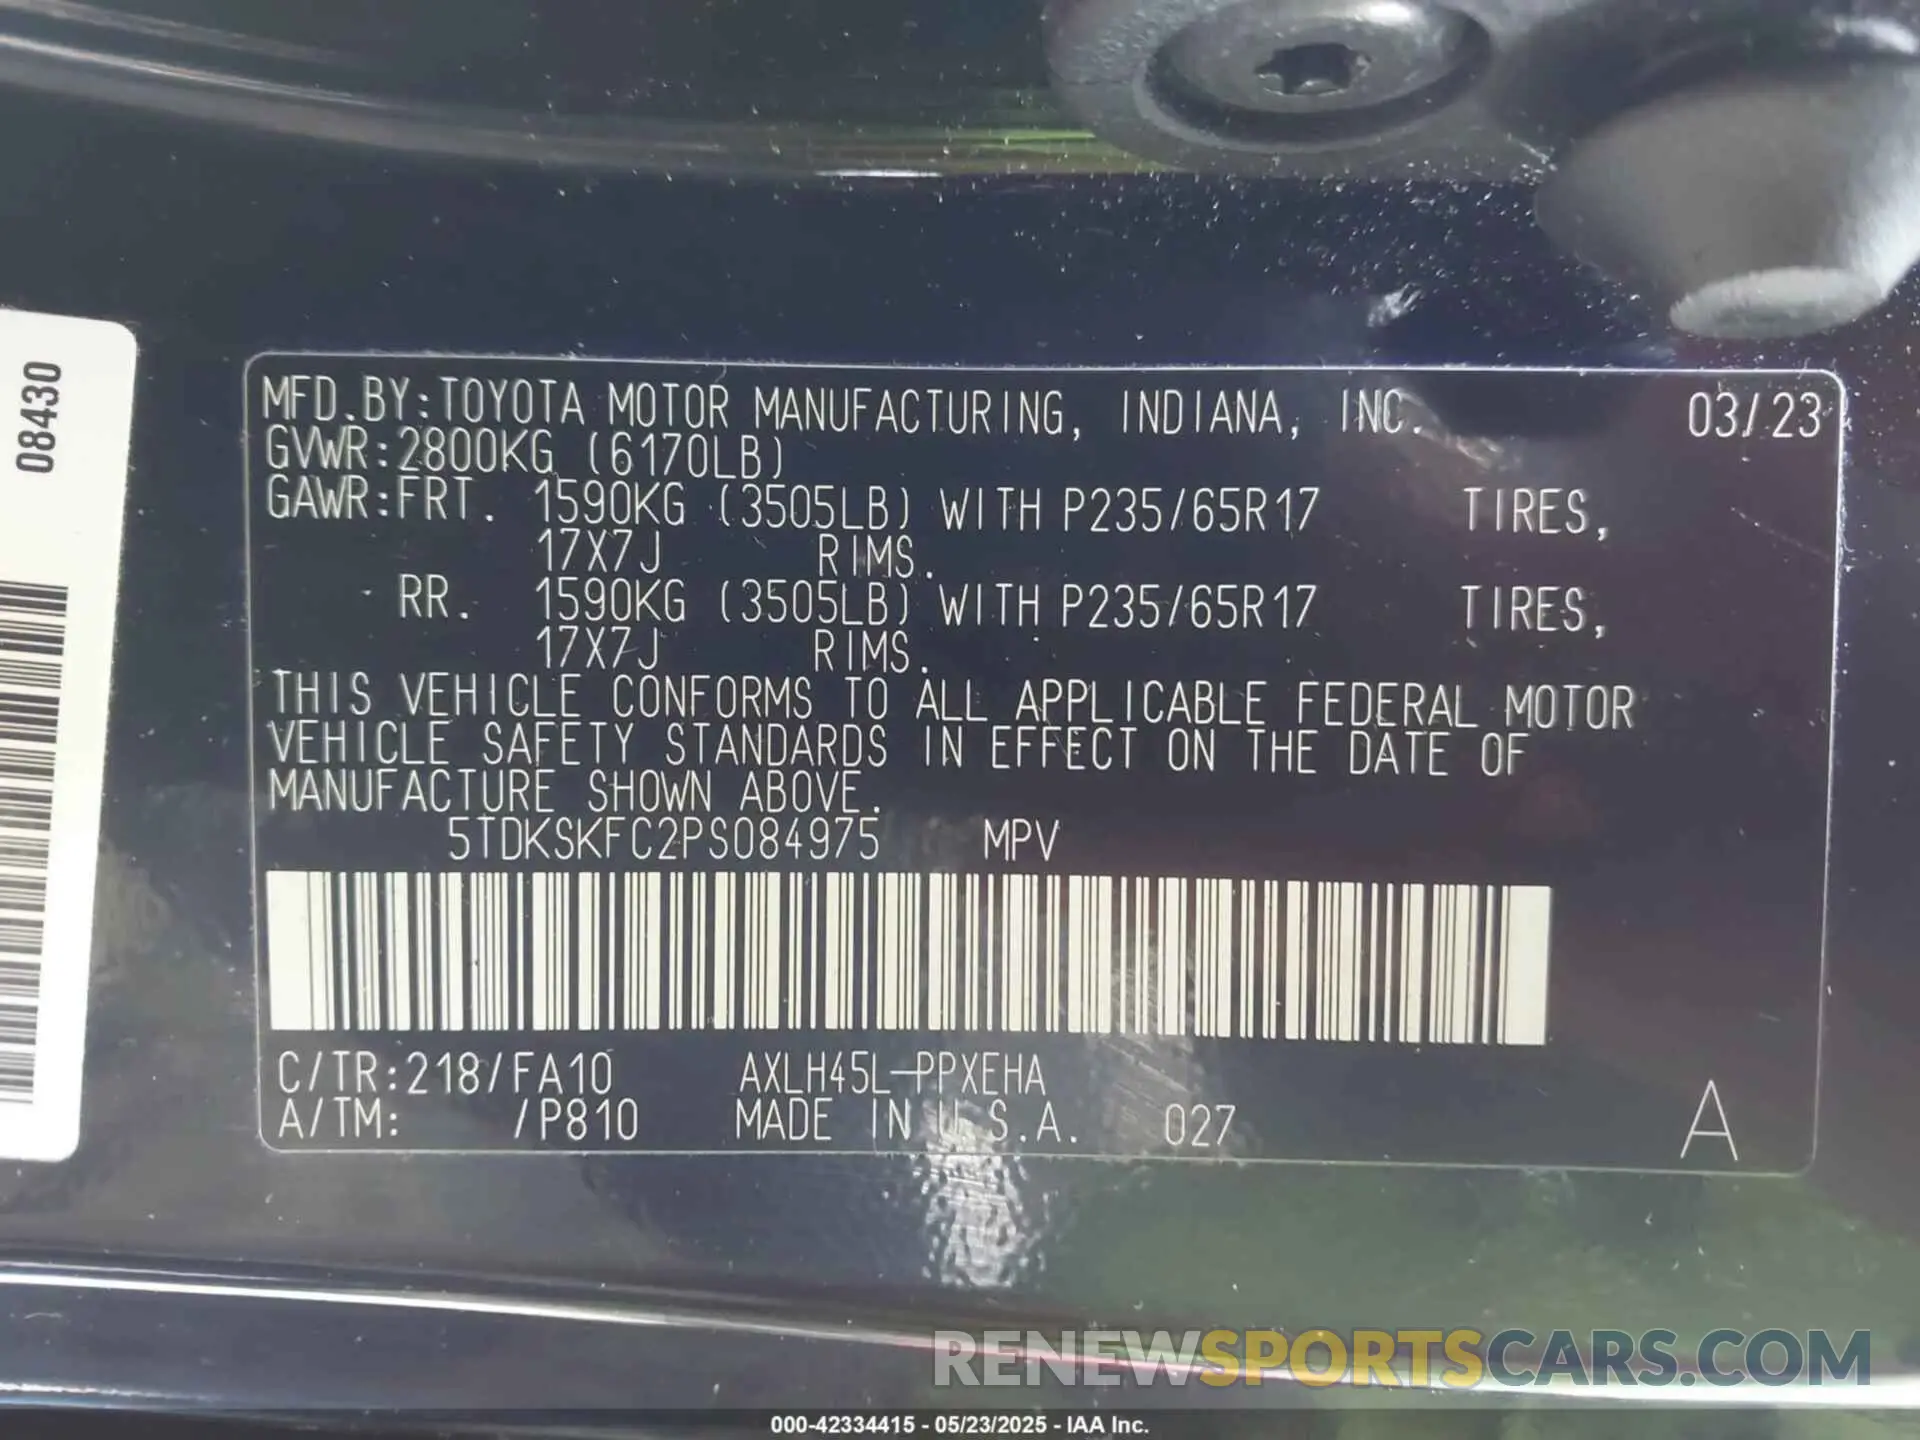 08430
MFD.BY:TOYOTA MOTOR MANUFACTURING, INDIANA, INC. 03/23
GVWR:2800KG (6170LB)
GAWR:FRT. 1590KG (3505LB) WITH P235/65R17 TIRES,
17X7J RIMS.
RR. 1590KG (3505LB) WITH P235/65R17 TIRES,
17X7J RIMS.
THIS VEHICLE CONFORMS TO ALL APPLICABLE FEDERAL MOTOR
VEHICLE SAFETY STANDARDS IN EFFECT ON THE DATE OF
MANUFACTURE SHOWN ABOVE.
5TDKSKFC2PS084975 MPV
C/TR:218/FA10 AXLH45L-PPXEHA
A/TM: /P810 MADE IN U.S.A. 027 A
RENEWSPORTSCARS.COM
000-42334415 - 05/23/2025 - IAA Inc.